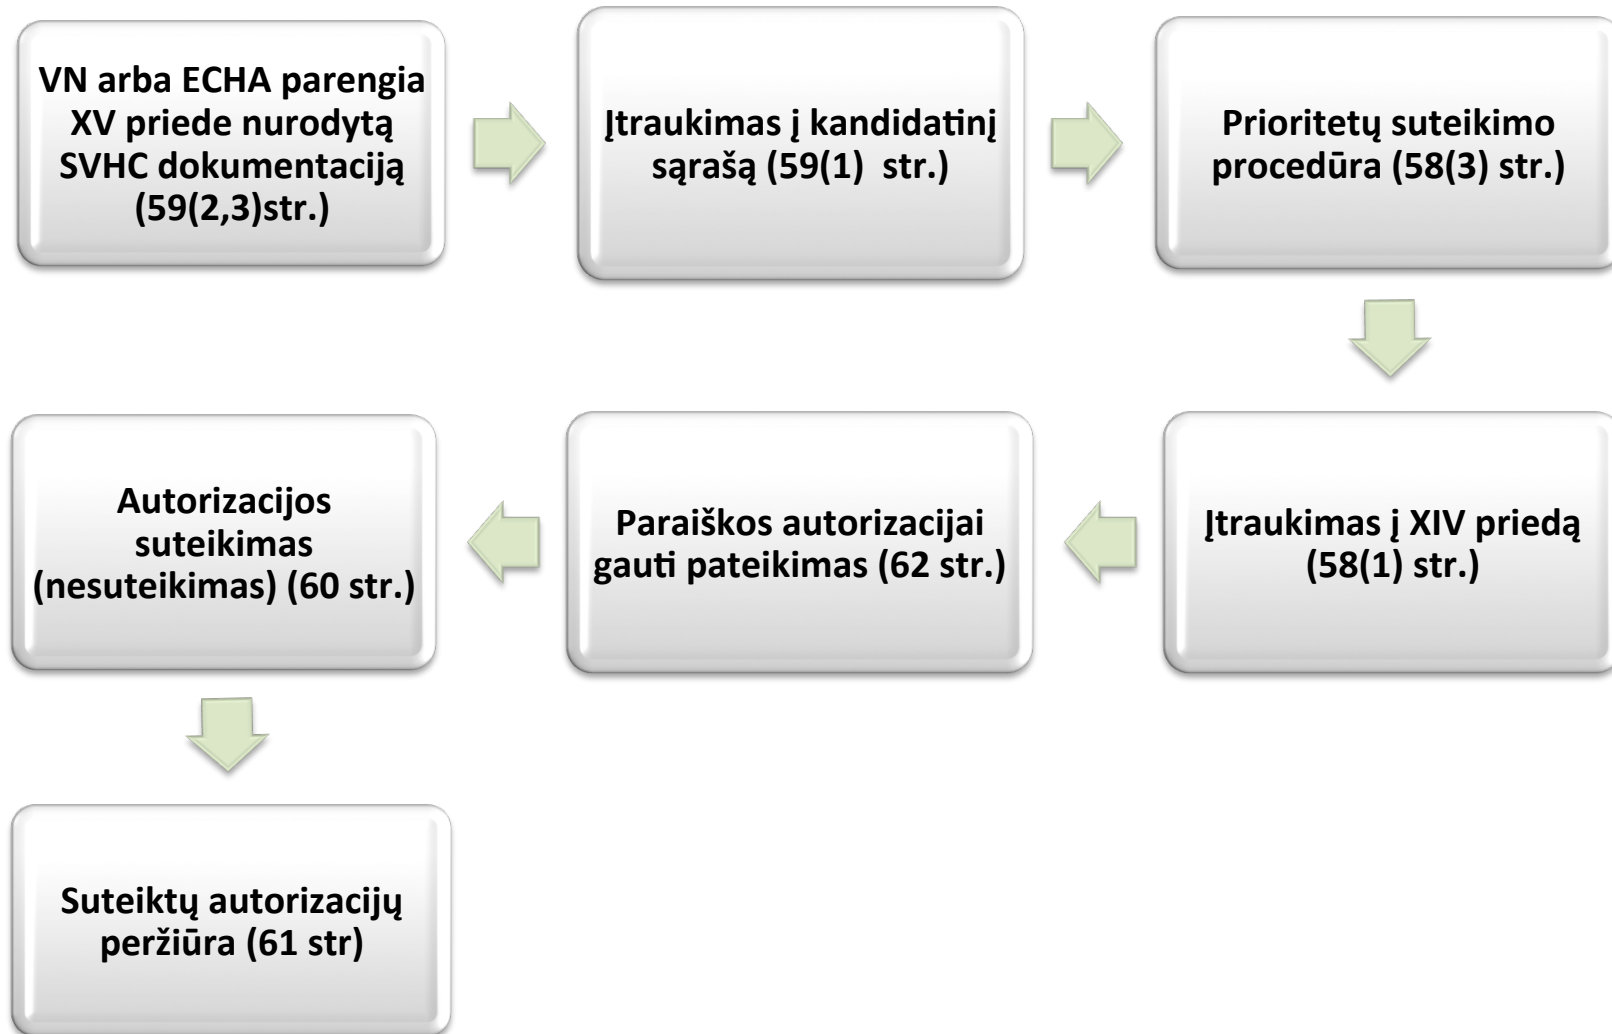 VN arba ECHA parengia
XV priede nurodytą
SVHC dokumentaciją
(59(2,3)str.)
Įtraukimas į kandidatinį
sąrašą (59(1) str.)
Prioritetų suteikimo
procedūra (58(3) str.)
Įtraukimas į XIV priedą
(58(1) str.)
Paraiškos autorizacijai
gauti pateikimas (62 str.)
Autorizacijos
suteikimas
(nesuteikimas) (60 str.)
Suteiktų autorizacijų
peržiūra (61 str)